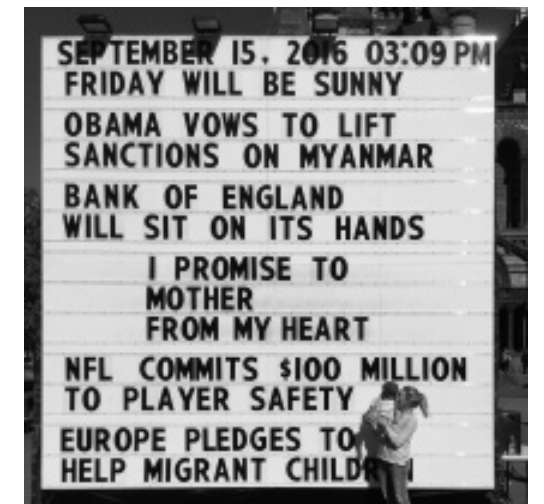 SEPTEMBER 15, 2016 03:09 PM
FRIDAY WILL BE SUNNY
OBAMA VOWS TO LIFT
SANCTIONS ON MYANMAR
BANK OF ENGLAND
WILL SIT ON ITS HANDS
I PROMISE TO
MOTHER
FROM MY HEART
NFL COMMITS $100 MILLION
TO PLAYER SAFETY
EUROPE PLEDGES TO
HELP MIGRANT CHILDREN